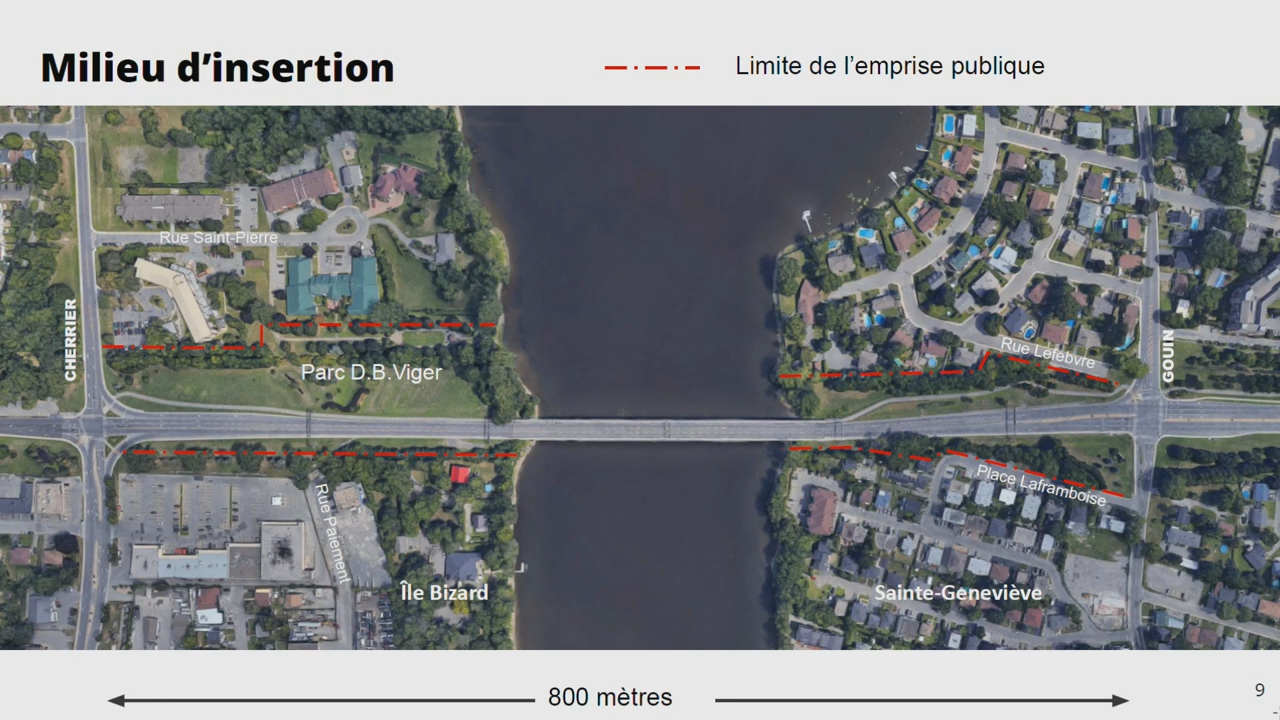 Milieu d’insertion
Limite de l’emprise publique
Rue Saint-Pierre
CHERRIER
Parc D.B.Viger
Rue Lefebvre
GOUIN
Place Laframboise
Rue Paiement
Île Bizard
Sainte-Geneviève
800 mètres
9